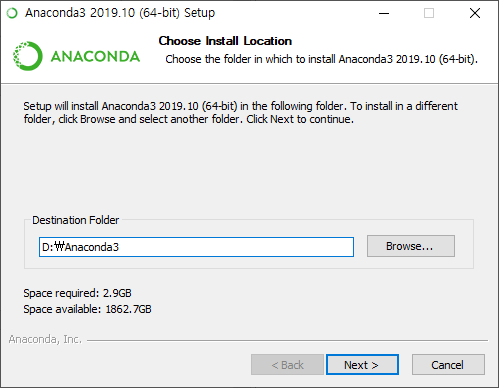 Anaconda3 2019.10 (64-bit) Setup
ANACONDA
Choose Install Location
Choose the folder in which to install Anaconda3 2019.10 (64-bit).
Setup will install Anaconda3 2019.10 (64-bit) in the following folder. To install in a different
folder, click Browse and select another folder. Click Next to continue.
Destination Folder
D:₩Anaconda3
Browse...
Space required: 2.9GB
Space available: 1862.7GB
Anaconda, Inc.
< Back
Next >
Cancel